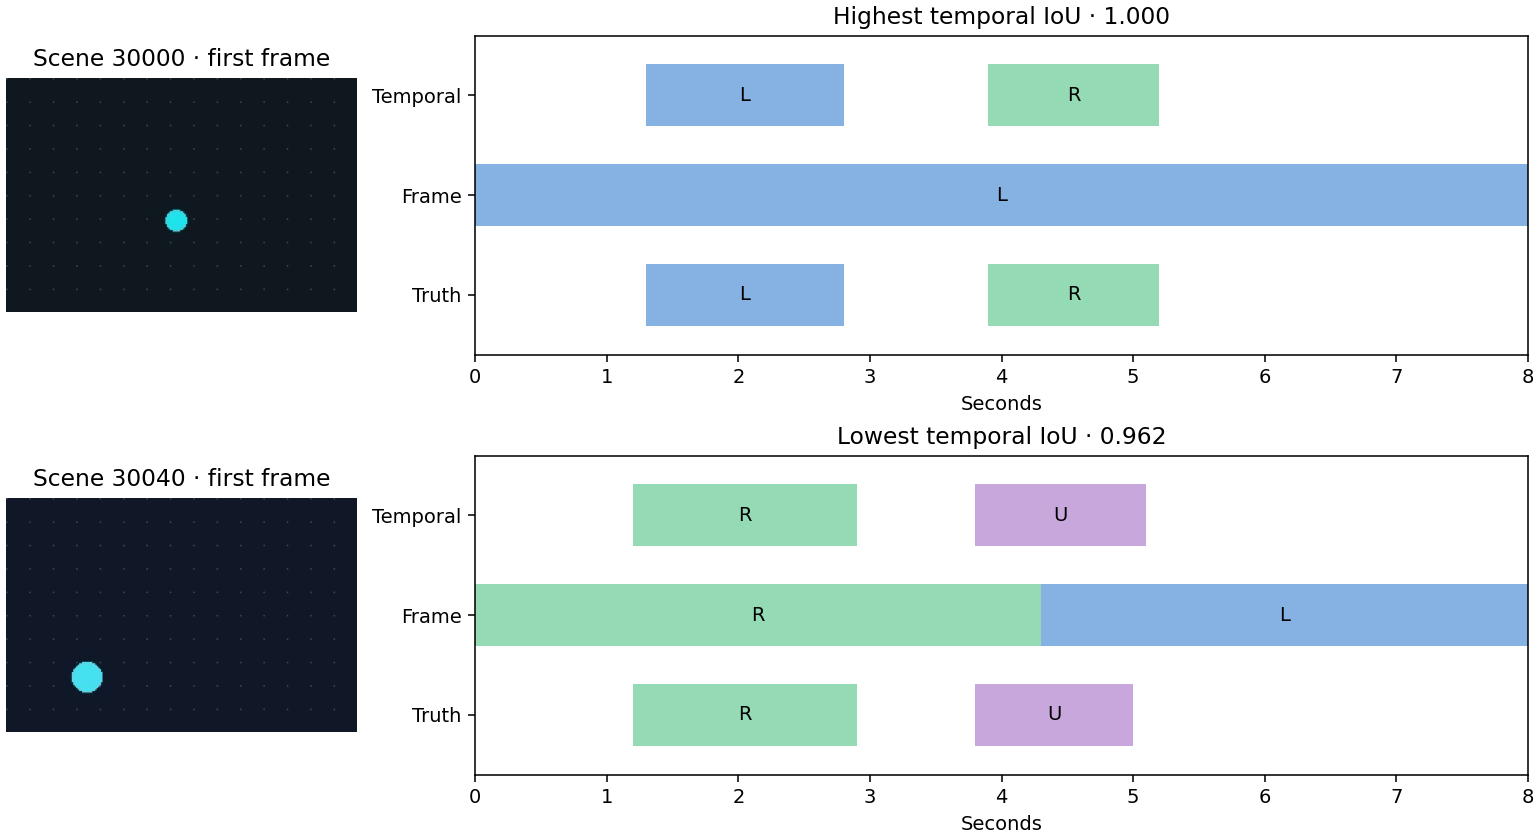 Highest temporal IoU · 1.000
Scene 30000 · first frame
Temporal
L
R
Frame
L
Truth
L
R
0 1 2 3 4 5 6 7 8
Seconds
Lowest temporal IoU · 0.962
Scene 30040 · first frame
Temporal
R
U
Frame
R
L
Truth
R
U
0 1 2 3 4 5 6 7 8
Seconds